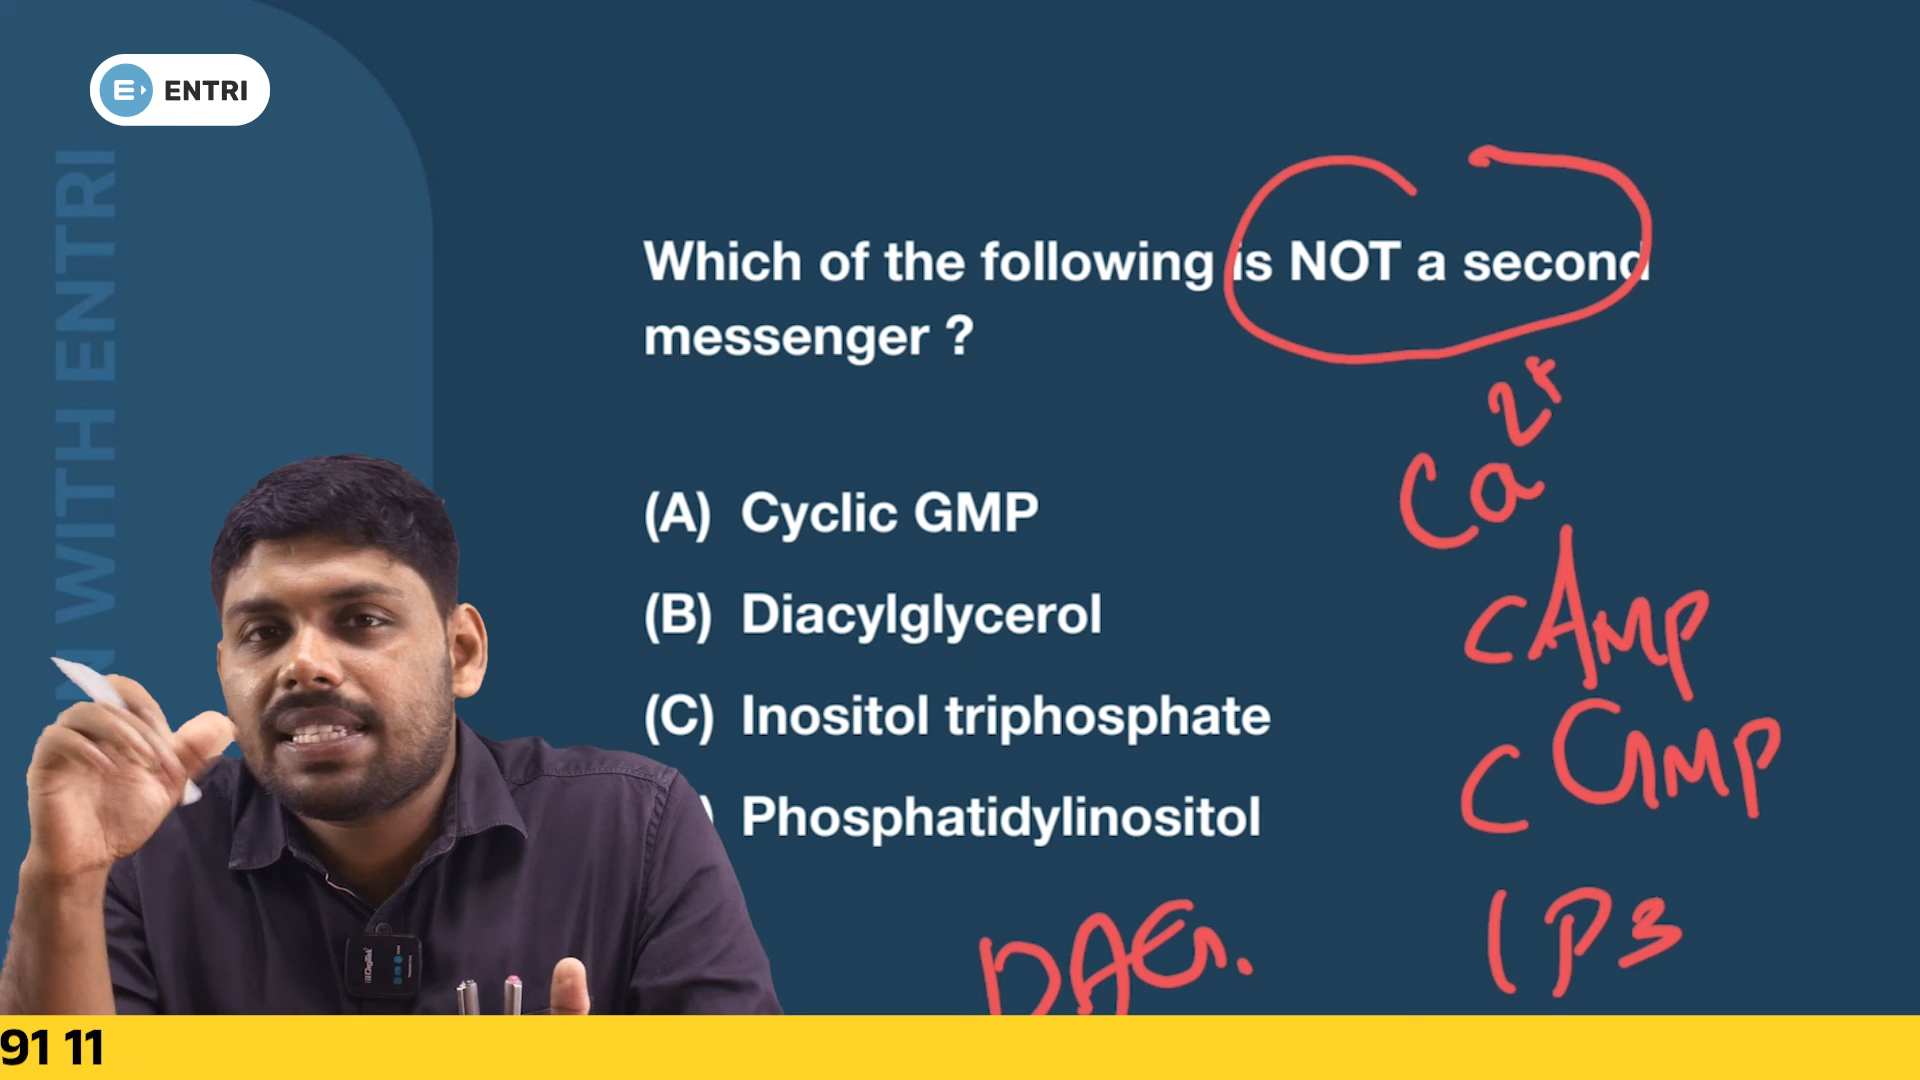 ENTRI
WITH ENTRI
Which of the following is NOT a second
messenger ?
(A) Cyclic GMP
(B) Diacylglycerol
(C) Inositol triphosphate
) Phosphatidylinositol
Ca2+
cAMP
cGMP
IP3
DAG.
91 11